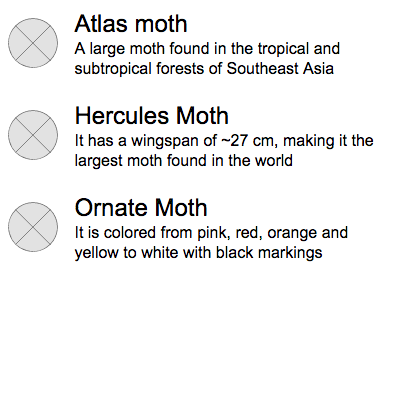 Atlas moth
A large moth found in the tropical and
subtropical forests of Southeast Asia
Hercules Moth
It has a wingspan of ~27 cm, making it the
largest moth found in the world
Ornate Moth
It is colored from pink, red, orange and
yellow to white with black markings